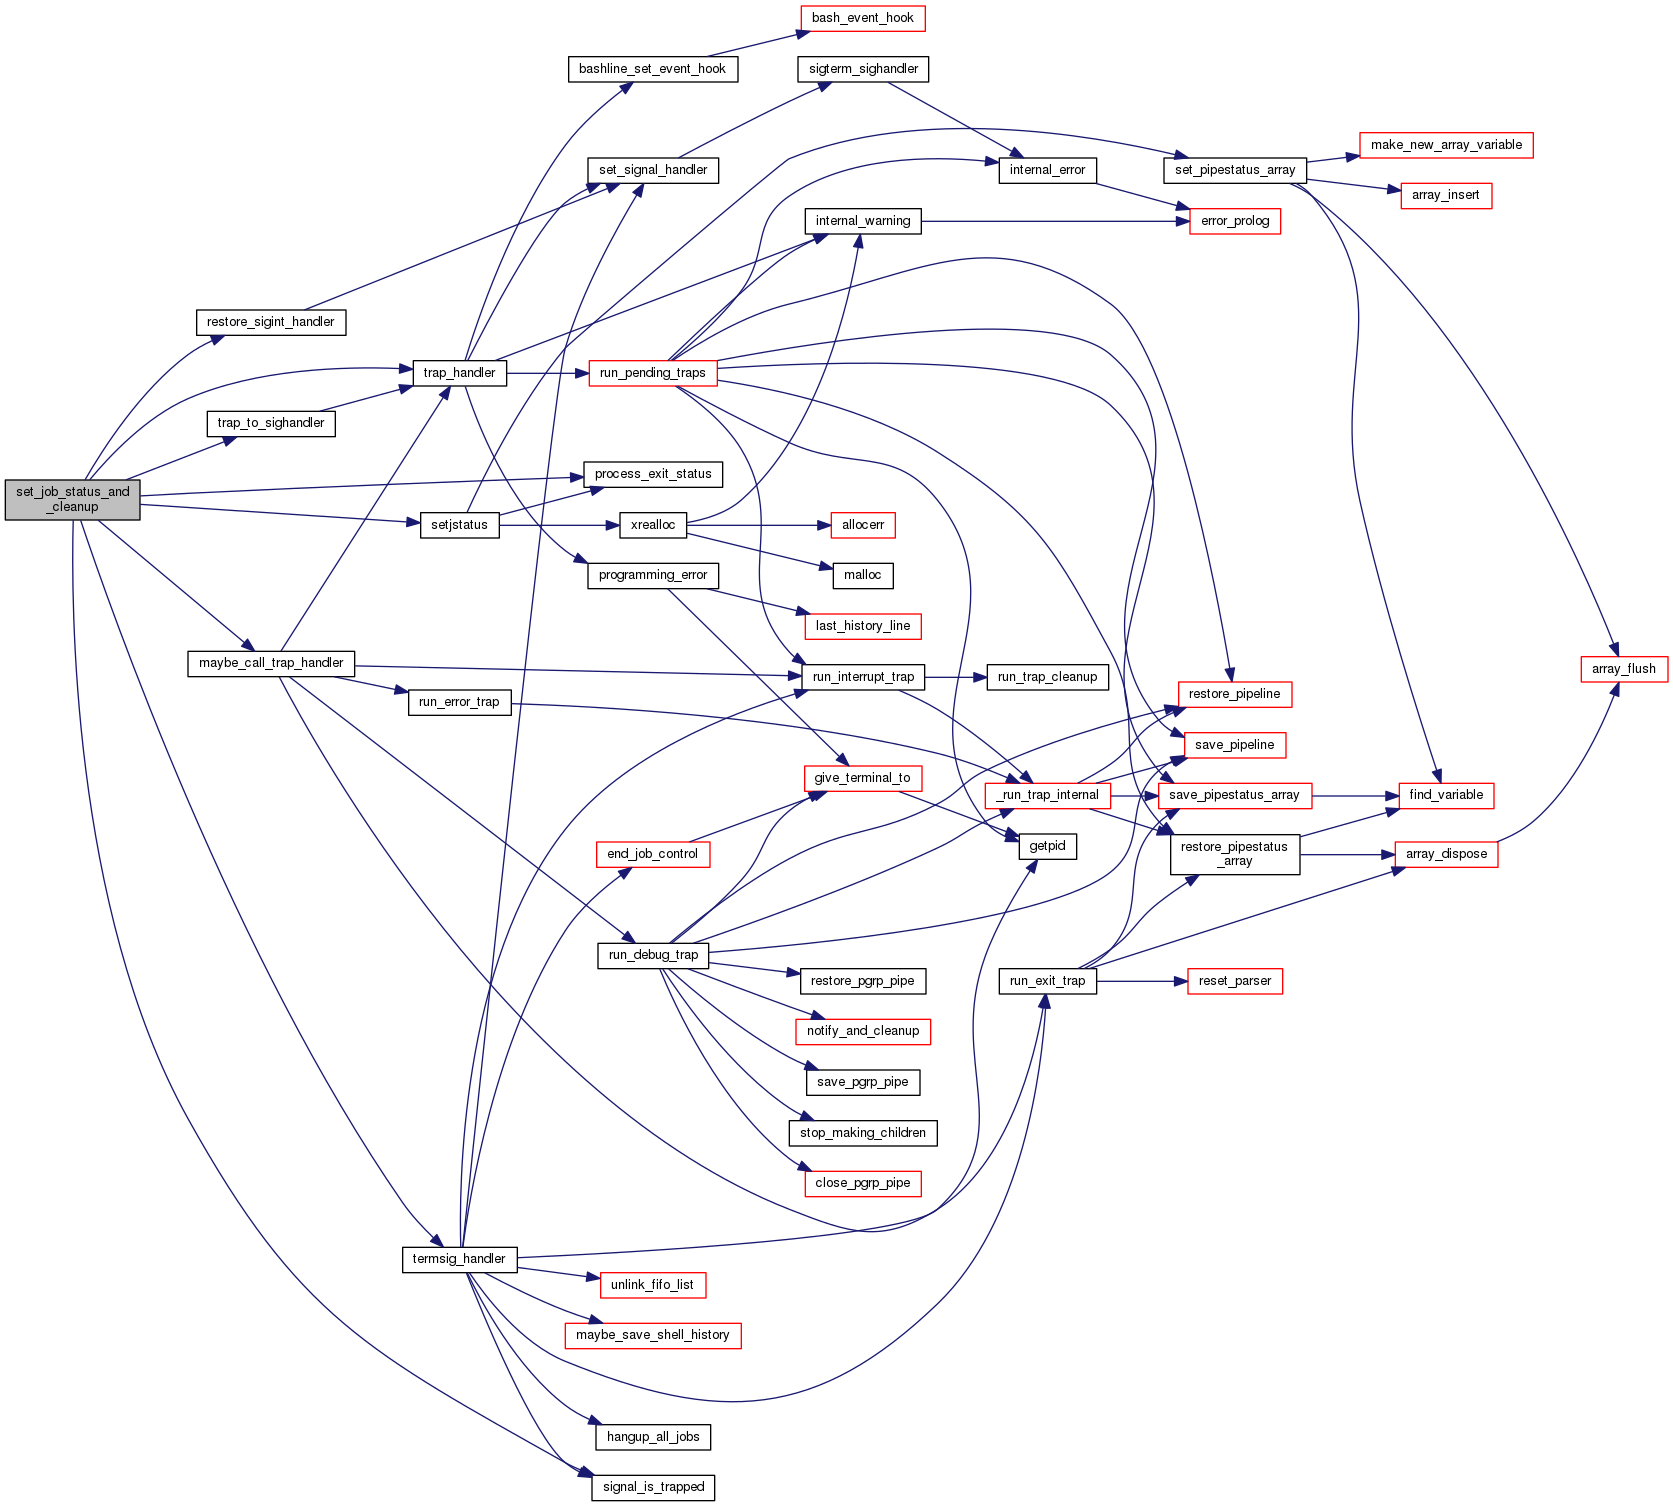 bash_event_hook
bashline_set_event_hook
sigterm_sighandler
make_new_array_variable
set_signal_handler
internal_error
set_pipestatus_array
array_insert
internal_warning
error_prolog
restore_sigint_handler
trap_handler
run_pending_traps
trap_to_sighandler
process_exit_status
set_job_status_and
_cleanup
setjstatus
xrealloc
allocerr
programming_error
malloc
last_history_line
maybe_call_trap_handler
run_interrupt_trap
run_trap_cleanup
array_flush
run_error_trap
restore_pipeline
save_pipeline
give_terminal_to
_run_trap_internal
save_pipestatus_array
find_variable
end_job_control
getpid
restore_pipestatus
_array
array_dispose
run_debug_trap
restore_pgrp_pipe
run_exit_trap
reset_parser
notify_and_cleanup
save_pgrp_pipe
stop_making_children
close_pgrp_pipe
termsig_handler
unlink_fifo_list
maybe_save_shell_history
hangup_all_jobs
signal_is_trapped